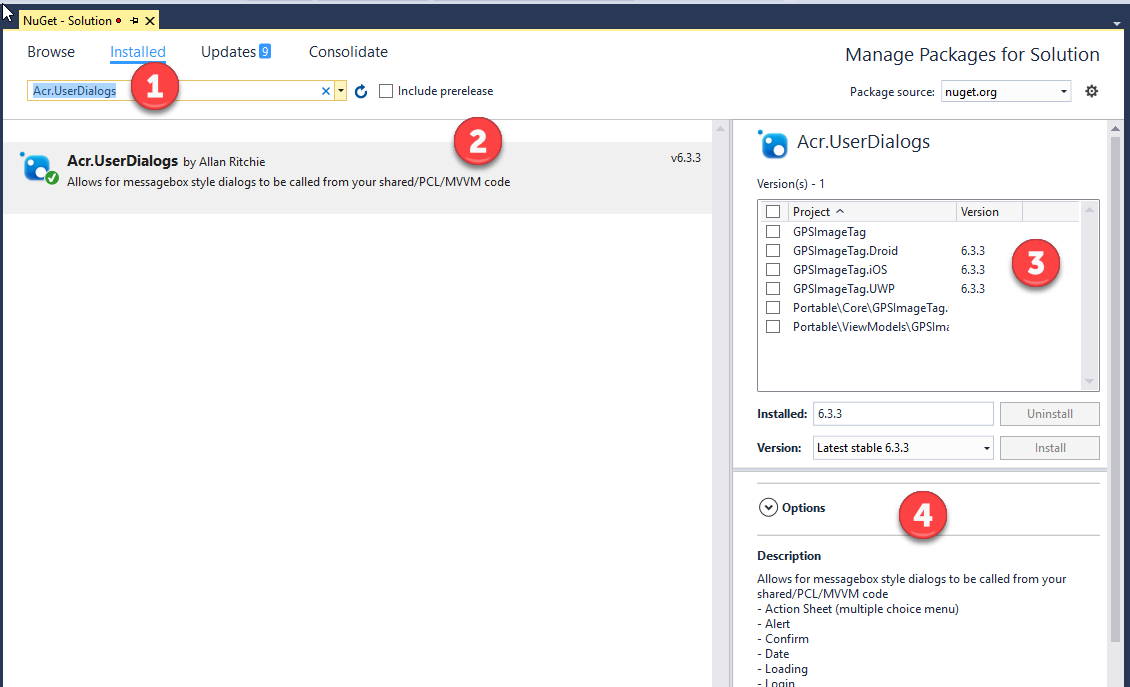 NuGet - Solution
Browse Installed Updates 9 Consolidate
Manage Packages for Solution
Acr.UserDialogs
1
Include prerelease
Package source: nuget.org
2
Acr.UserDialogs by Allan Ritchie
v6.3.3
Allows for messagebox style dialogs to be called from your shared/PCL/MVVM code
Acr.UserDialogs
Version(s) - 1
Project Version
GPSImageTag
GPSImageTag.Droid 6.3.3
GPSImageTag.iOS 6.3.3
GPSImageTag.UWP 6.3.3
3
Portable\Core\GPSImageTag.
Portable\ViewModels\GPSIma
Installed: 6.3.3 Uninstall
Version: Latest stable 6.3.3 Install
Options
4
Description
Allows for messagebox style dialogs to be called from your
shared/PCL/MVVM code
- Action Sheet (multiple choice menu)
- Alert
- Confirm
- Date
- Loading
- Login